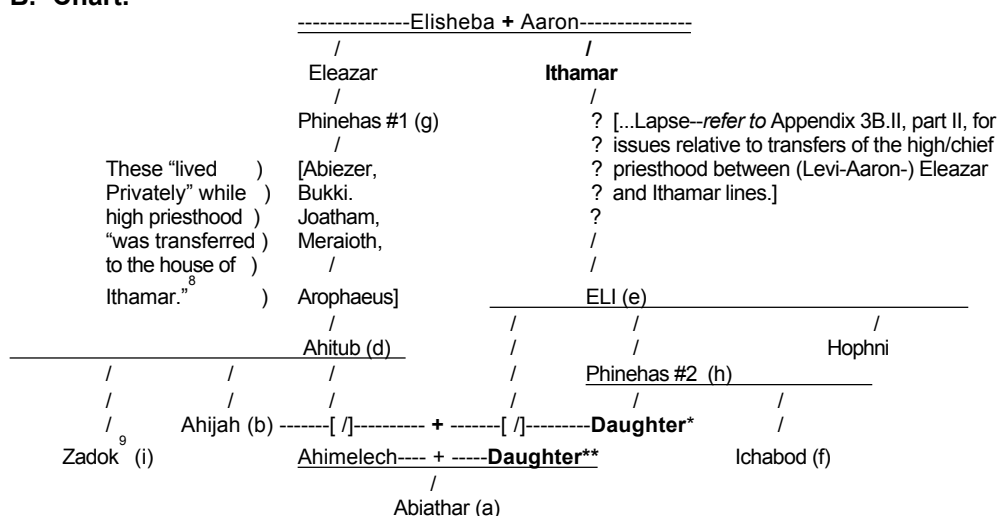 B. Chart.
---------------Elisheba + Aaron---------------
/ /
Eleazar Ithamar
/ /
Phinehas #1 (g) ? [...Lapse--refer to Appendix 3B.II, part II, for
/ ? issues relative to transfers of the high/chief
These “lived ) [Abiezer, ? priesthood between (Levi-Aaron-) Eleazar
Privately” while ) Bukki. ? and Ithamar lines.]
high priesthood ) Joatham, ?
“was transferred ) Meraioth, /
to the house of ) / /
Ithamar.”8 ) Arophaeus] ELI (e)
/ / / /
Ahitub (d) / / Hophni
/ / / / Phinehas #2 (h)
/ / / / / /
/ Ahijah (b) -------[ /]---------- + -------[ /]---------Daughter* /
Zadok9 (i) Ahimelech---- + -----Daughter** Ichabod (f)
/
Abiathar (a)